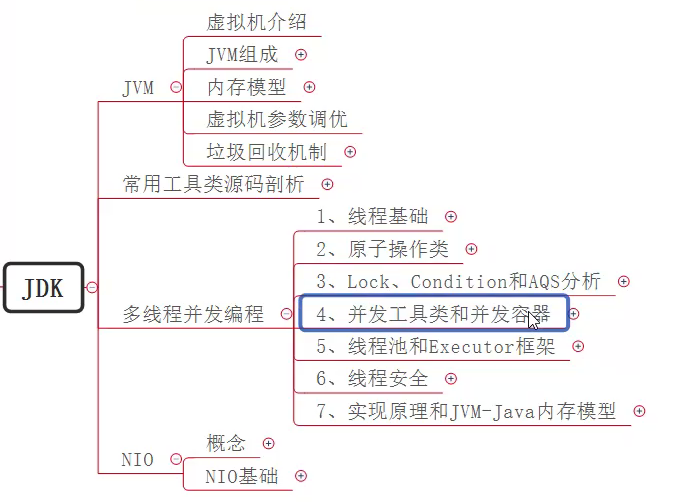 虚拟机介绍
JVM组成
JVM
内存模型
虚拟机参数调优
垃圾回收机制
常用工具类源码剖析
1、线程基础
2、原子操作类
JDK
3、Lock、Condition和AQS分析
多线程并发编程
4、并发工具类和并发容器
5、线程池和Executor框架
6、线程安全
7、实现原理和JVM-Java内存模型
概念
NIO
NIO基础